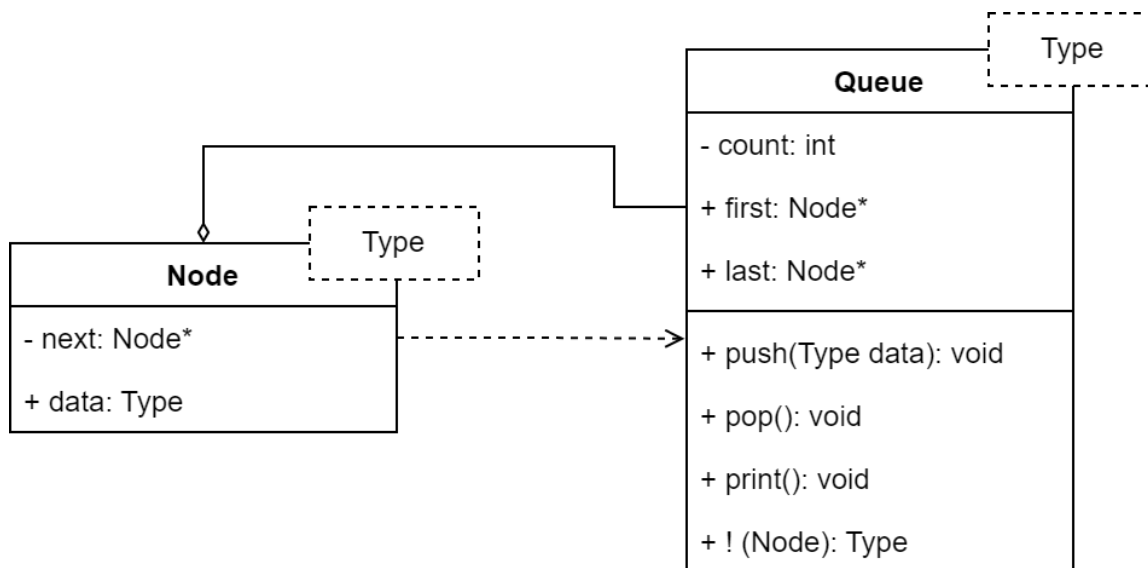 Type
Queue
- count: int
+ first: Node*
+ last: Node*
+ push(Type data): void
+ pop(): void
+ print(): void
+ ! (Node): Type
Type
Node
- next: Node*
+ data: Type